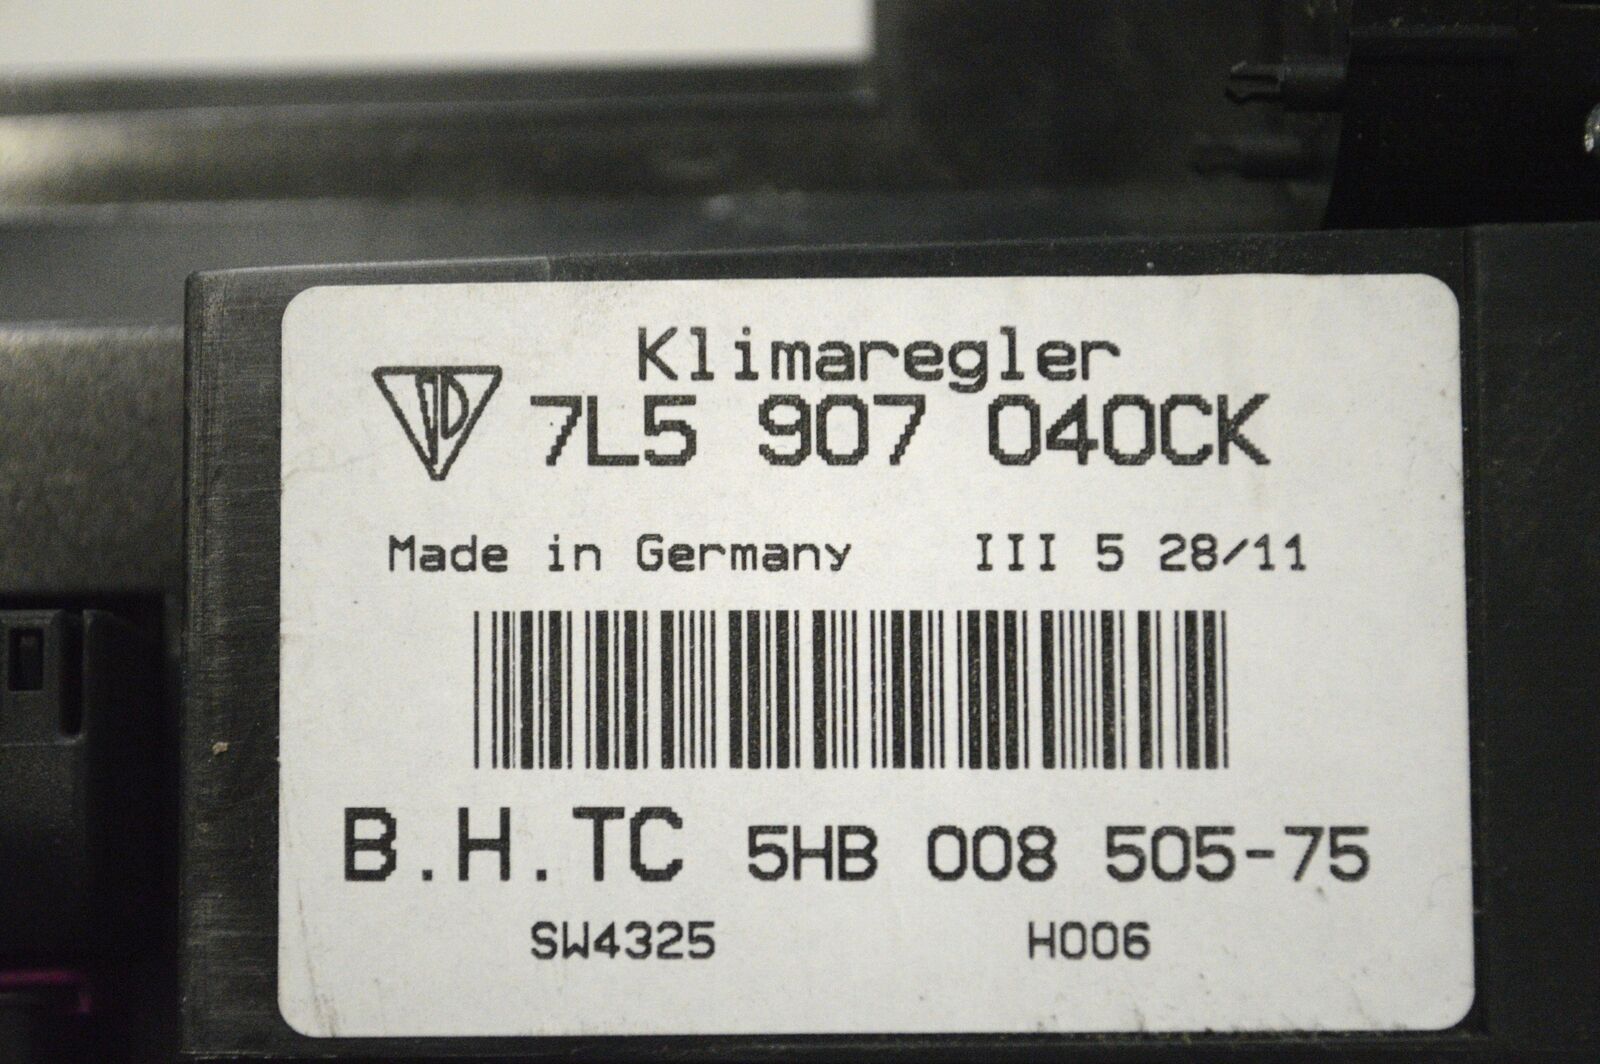 Klimaregler
7L5 907 040CK
Made in Germany III 5 28/11
B.H.TC 5HB 008 505-75
SW4325 H006